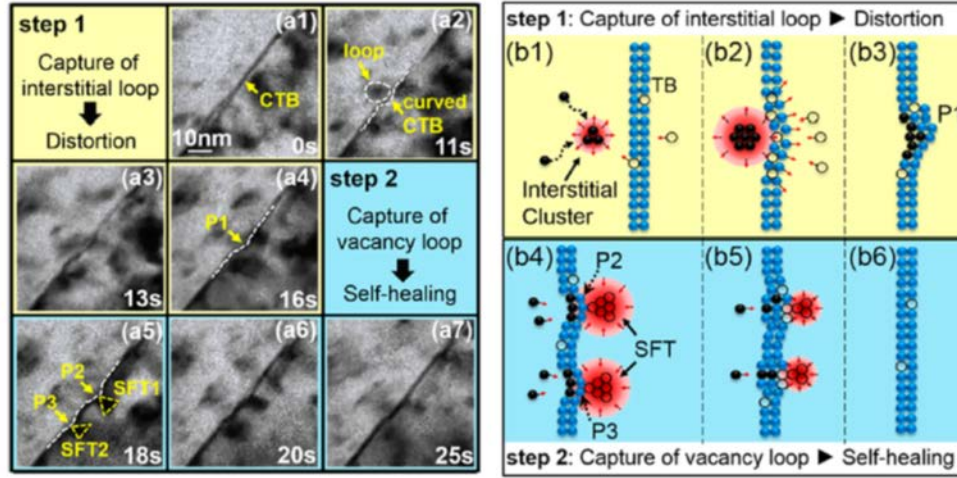 step 1
Capture of
interstitial loop
Distortion
(a1)
CTB
10nm
0s
(a2)
loop
curved
CTB
11s
(a3)
13s
(a4)
P1
16s
step 2
Capture of
vacancy loop
Self-healing
(a5)
P2
SFT1
P3
SFT2
18s
(a6)
20s
(a7)
25s
step 1: Capture of interstitial loop ► Distortion
(b1)
TB
Interstitial
Cluster
(b2)
(b3)
P1
(b4)
P2
SFT
P3
(b5)
(b6)
step 2: Capture of vacancy loop ► Self-healing